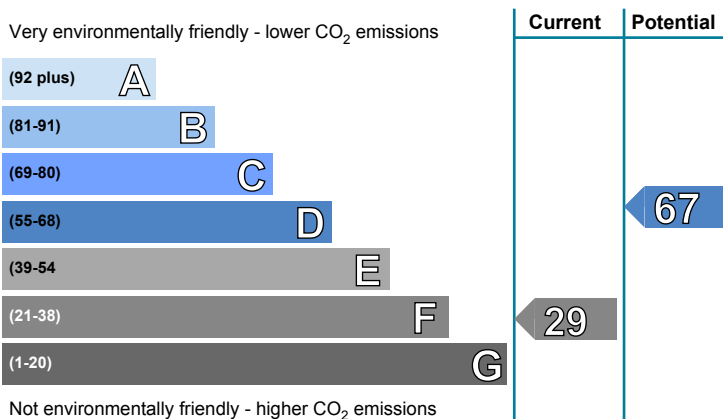 Very environmentally friendly - lower CO2 emissions
Current
Potential
(92 plus) A
(81-91) B
(69-80) C
(55-68) D
67
(39-54 E
(21-38) F
29
(1-20) G
Not environmentally friendly - higher CO2 emissions